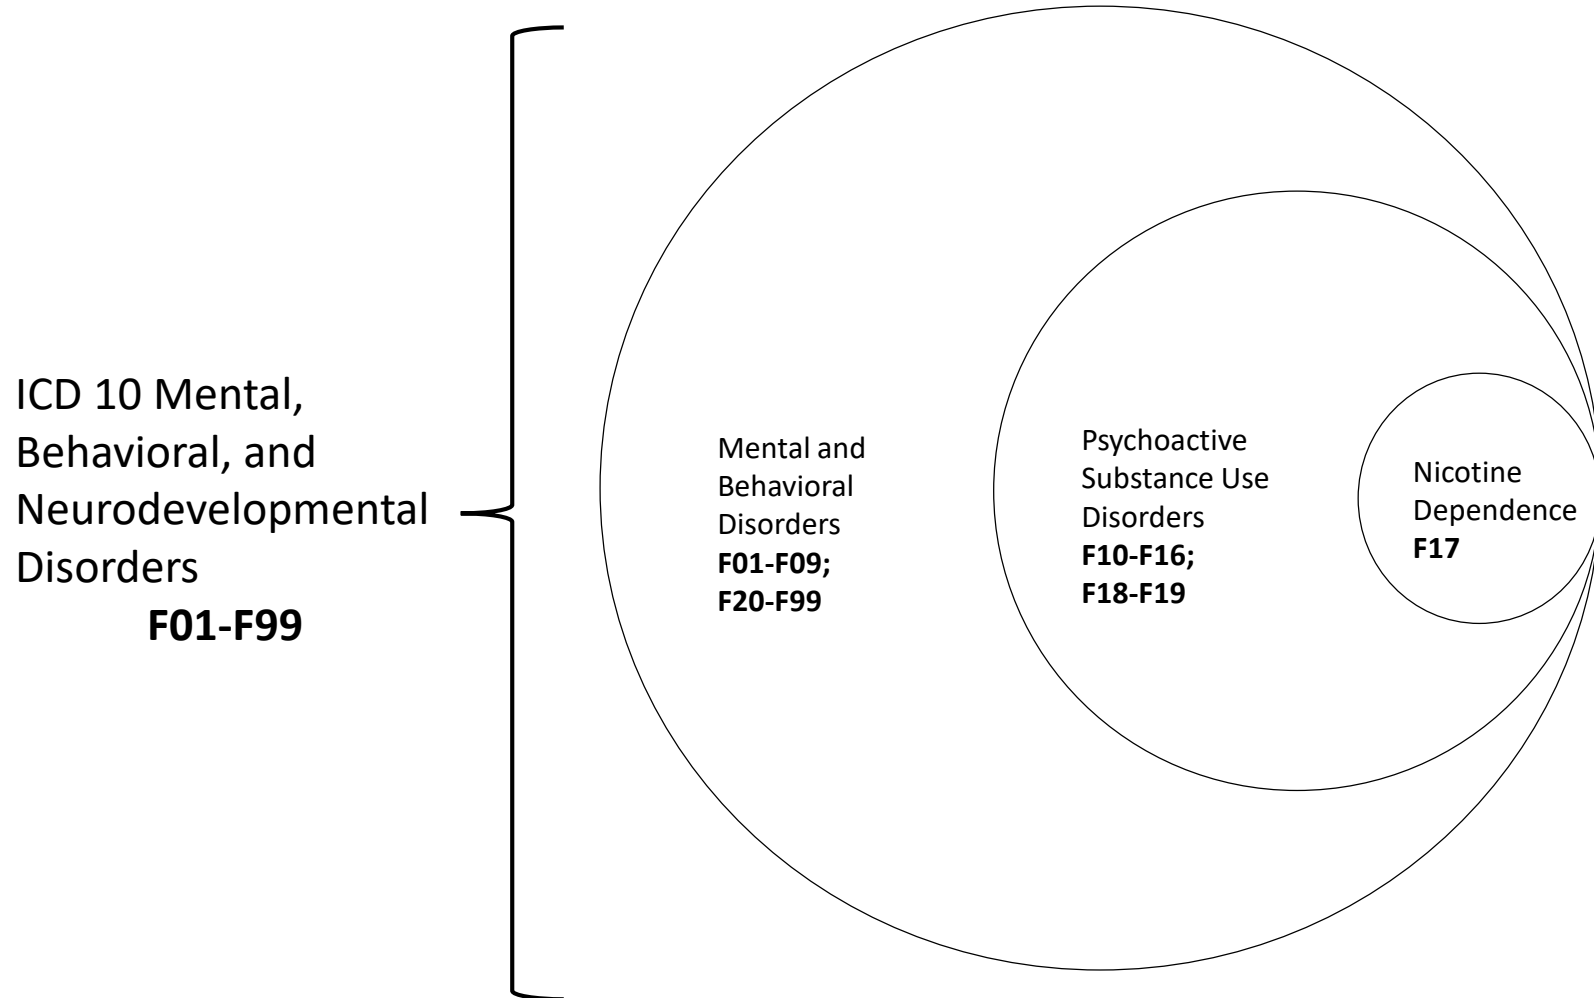 ICD 10 Mental,
Behavioral, and
Neurodevelopmental
Disorders
F01-F99
Mental and
Behavioral
Disorders
F01-F09;
F20-F99
Psychoactive
Substance Use
Disorders
F10-F16;
F18-F19
Nicotine
Dependence
F17